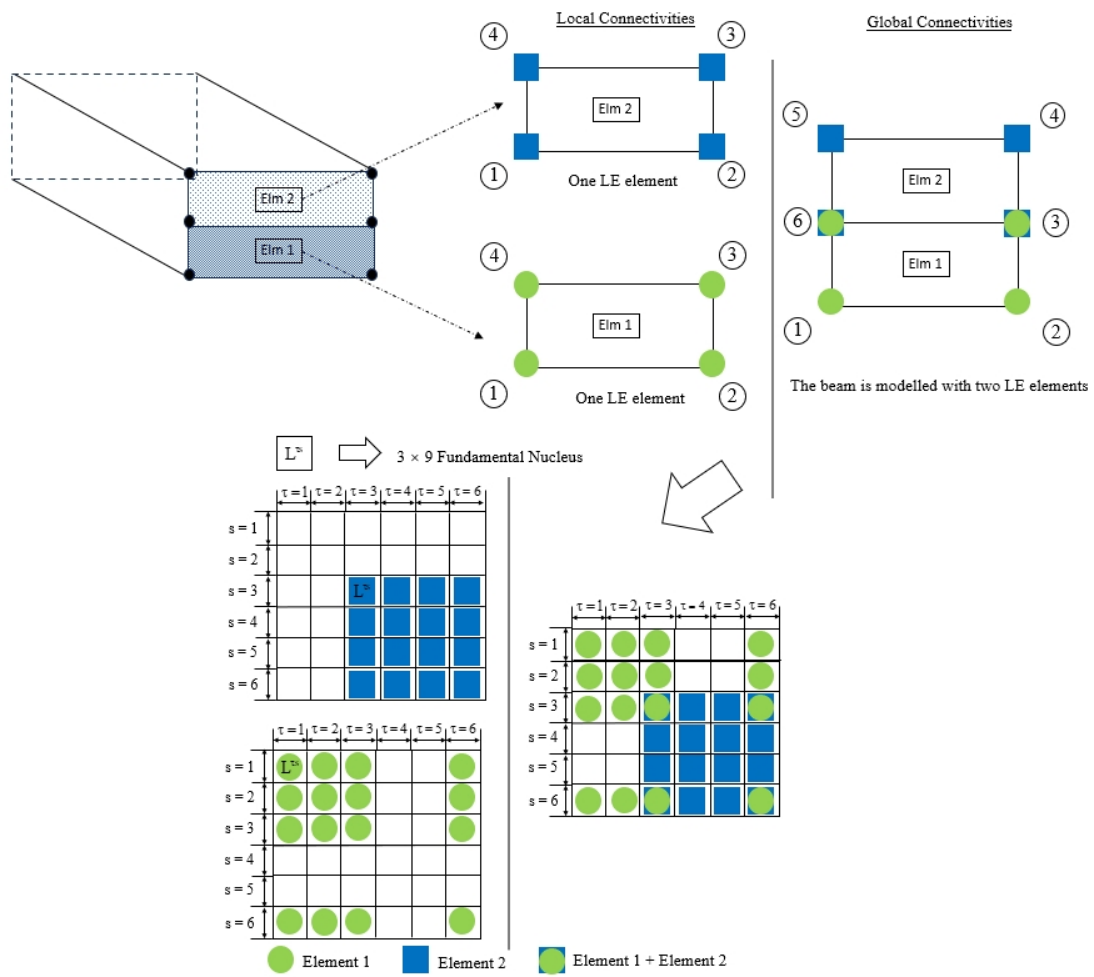 Local Connectivities
Global Connectivities
4
3
Elm 2
1
2
One LE element
Elm 2
Elm 1
4
3
Elm 1
1
2
One LE element
5
4
Elm 2
6
3
Elm 1
1
2
The beam is modelled with two LE elements
L^τs
3 × 9 Fundamental Nucleus
τ=1 τ=2 τ=3 τ=4 τ=5 τ=6
s = 1
s = 2
s = 3 L^τs
s = 4
s = 5
s = 6
τ=1 τ=2 τ=3 τ=4 τ=5 τ=6
s = 1 L^τs
s = 2
s = 3
s = 4
s = 5
s = 6
τ=1 τ=2 τ=3 τ=4 τ=5 τ=6
s = 1
s = 2
s = 3
s = 4
s = 5
s = 6
Element 1 Element 2 Element 1 + Element 2